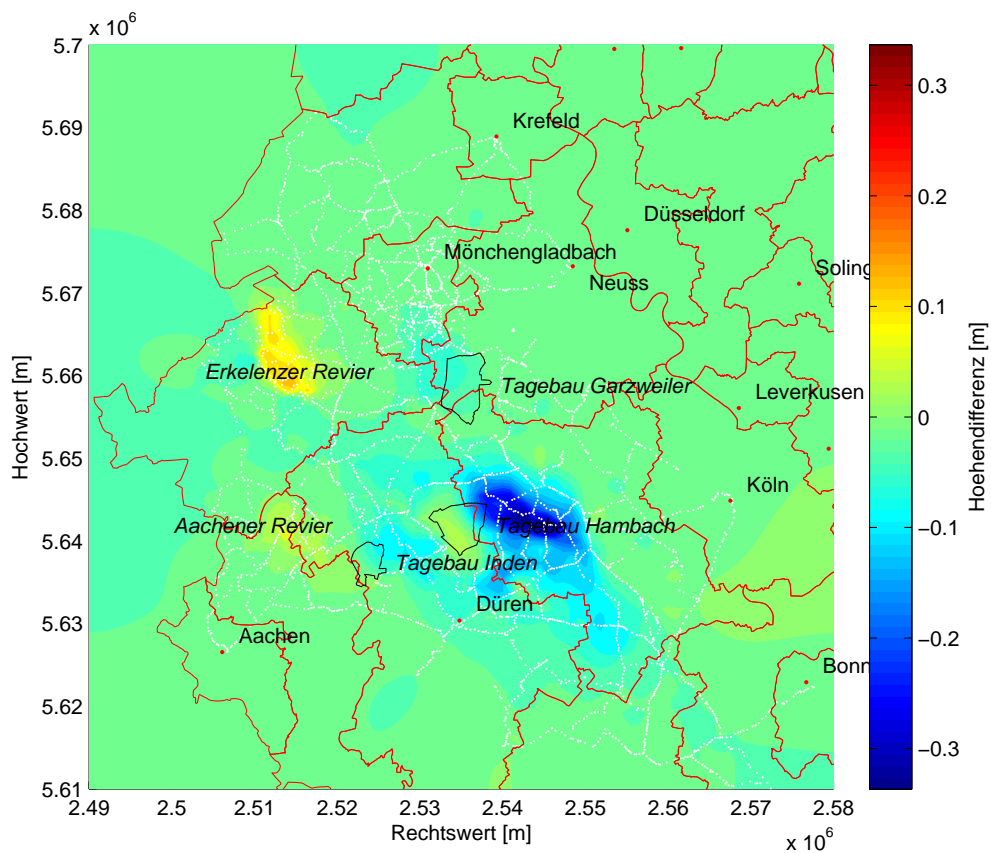 x 10⁶
5.7
5.69
5.68
5.67
5.66
5.65
5.64
5.63
5.62
5.61
Hochwert [m]
Krefeld
Düsseldorf
Mönchengladbach
Soling
Neuss
Erkelenzer Revier
Tagebau Garzweiler
Leverkusen
Köln
Aachener Revier
Tagebau Hambach
Tagebau Inden
Düren
Aachen
Bonn
2.49 2.5 2.51 2.52 2.53 2.54 2.55 2.56 2.57 2.58
Rechtswert [m]
x 10⁶
0.3
0.2
0.1
0
−0.1
−0.2
−0.3
Hoehendifferenz [m]